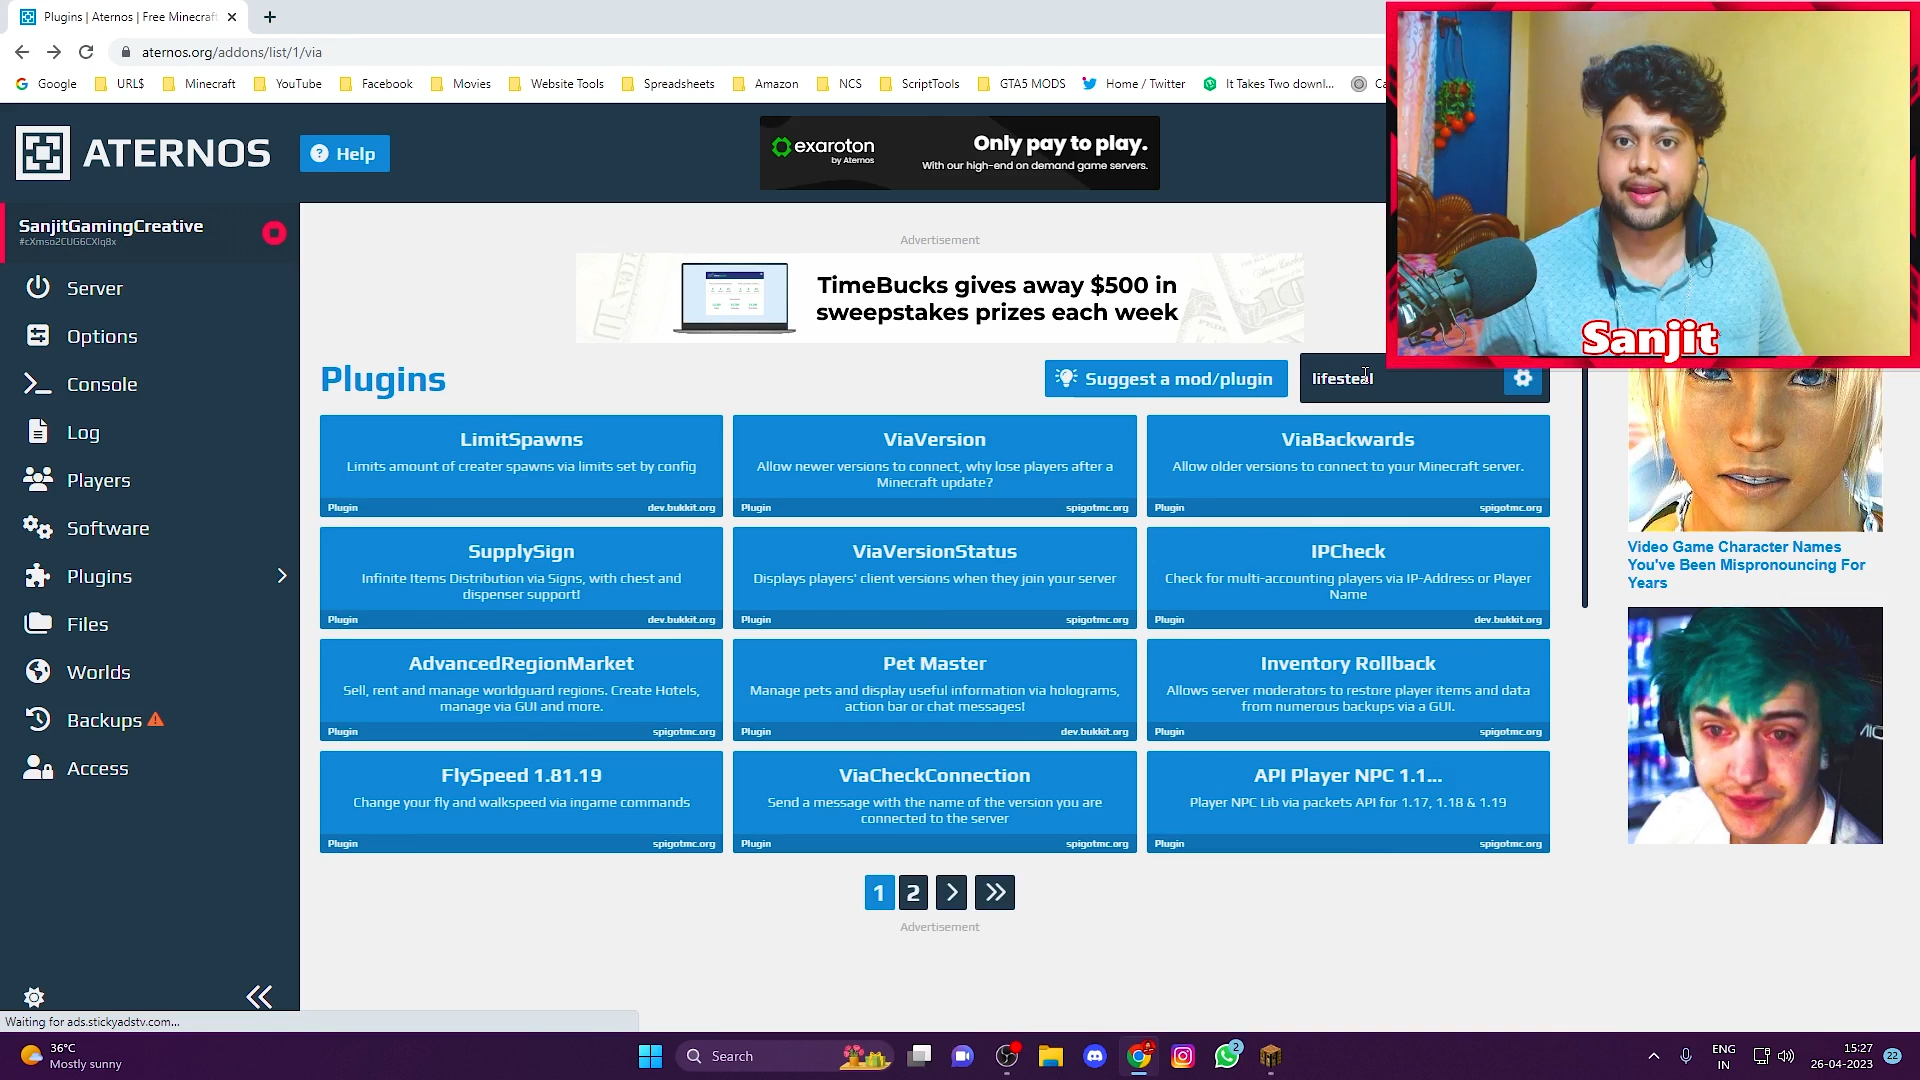 Plugins | Aternos | Free Minecraft
aternos.org/addons/list/1/via
Google
URL$
Minecraft
YouTube
Facebook
Movies
Website Tools
Spreadsheets
Amazon
NCS
ScriptTools
GTA5 MODS
Home / Twitter
It Takes Two downl...
Ca
ATERNOS
Help
exaroton
by Aternos
Only pay to play.
With our high-end on demand game servers.
Sanjit
SanjitGamingCreative
#cXmso2CUG6CXlq8x
Server
Options
Console
Log
Players
Software
Plugins
Files
Worlds
Backups
Access
Advertisement
TimeBucks gives away $500 in
sweepstakes prizes each week
Plugins
Suggest a mod/plugin
lifesteal
LimitSpawns
Limits amount of creater spawns via limits set by config
Plugin
dev.bukkit.org
ViaVersion
Allow newer versions to connect, why lose players after a
Minecraft update?
Plugin
spigotmc.org
ViaBackwards
Allow older versions to connect to your Minecraft server.
Plugin
spigotmc.org
SupplySign
Infinite Items Distribution via Signs, with chest and
dispenser support!
Plugin
dev.bukkit.org
ViaVersionStatus
Displays players' client versions when they join your server
Plugin
spigotmc.org
IPCheck
Check for multi-accounting players via IP-Address or Player
Name
Plugin
dev.bukkit.org
AdvancedRegionMarket
Sell, rent and manage worldguard regions. Create Hotels,
manage via GUI and more.
Plugin
spigotmc.org
Pet Master
Manage pets and display useful information via holograms,
action bar or chat messages!
Plugin
dev.bukkit.org
Inventory Rollback
Allows server moderators to restore player items and data
from numerous backups via a GUI.
Plugin
spigotmc.org
FlySpeed 1.81.19
Change your fly and walkspeed via ingame commands
Plugin
spigotmc.org
ViaCheckConnection
Send a message with the name of the version you are
connected to the server
Plugin
spigotmc.org
API Player NPC 1.1...
Player NPC Lib via packets API for 1.17, 1.18 & 1.19
Plugin
spigotmc.org
1 2
Advertisement
Video Game Character Names
You've Been Mispronouncing For
Years
Waiting for ads.stickyadstv.com...
36°C
Mostly sunny
Search
2
ENG
IN
15:27
26-04-2023
22